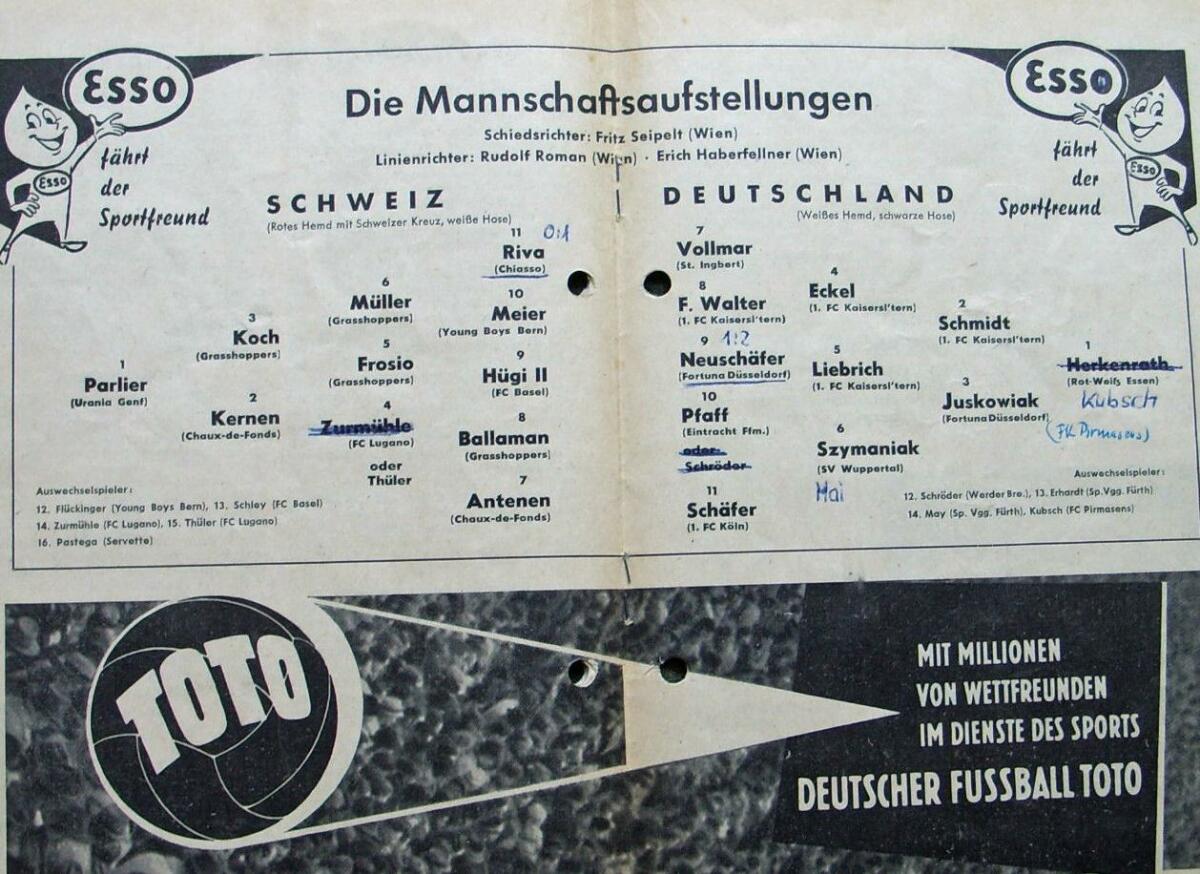 Esso
fährt
der
Sportfreund
Esso
Die Mannschaftsaufstellungen
Schiedsrichter: Fritz Seipelt (Wien)
Linienrichter: Rudolf Roman (Wien) · Erich Haberfellner (Wien)
Esso
fährt
der
Sportfreund
Esso
SCHWEIZ
(Rotes Hemd mit Schweizer Kreuz, weiße Hose)
11 0:1
Riva
(Chiasso)
6
Müller
(Grasshoppers)
10
Meier
(Young Boys Bern)
3
Koch
(Grasshoppers)
5
Frosio
(Grasshoppers)
9
Hügi II
(FC Basel)
1
Parlier
(Urania Genf)
2
Kernen
(Chaux-de-Fonds)
4
Zurmühle
(FC Lugano)
oder
Thüler
8
Ballaman
(Grasshoppers)
7
Antenen
(Chaux-de-Fonds)
Auswechselspieler:
12. Flückinger (Young Boys Bern), 13. Schley (FC Basel)
14. Zurmühle (FC Lugano), 15. Thüler (FC Lugano)
16. Pastega (Servette)
DEUTSCHLAND
(Weißes Hemd, schwarze Hose)
7
Vollmar
(St. Ingbert)
8
F. Walter
(1. FC Kaisersl'tern)
4
Eckel
(1. FC Kaisersl'tern)
2
Schmidt
(1. FC Kaisersl'tern)
9 1:2
Neuschäfer
(Fortuna Düsseldorf)
5
Liebrich
(1. FC Kaisersl'tern)
1
Herkenrath
(Rot-Weiß Essen)
Kubsch
(FK Pirmasens)
3
Juskowiak
(Fortuna Düsseldorf)
10
Pfaff
(Eintracht Ffm.)
oder
Schröder
6
Szymaniak
(SV Wuppertal)
Mai
11
Schäfer
(1. FC Köln)
Auswechselspieler:
12. Schröder (Werder Bre.), 13. Erhardt (Sp.Vgg. Fürth)
14. May (Sp. Vgg. Fürth), Kubsch (FC Pirmasens)
TOTO
MIT MILLIONEN
VON WETTFREUNDEN
IM DIENSTE DES SPORTS
DEUTSCHER FUSSBALL TOTO